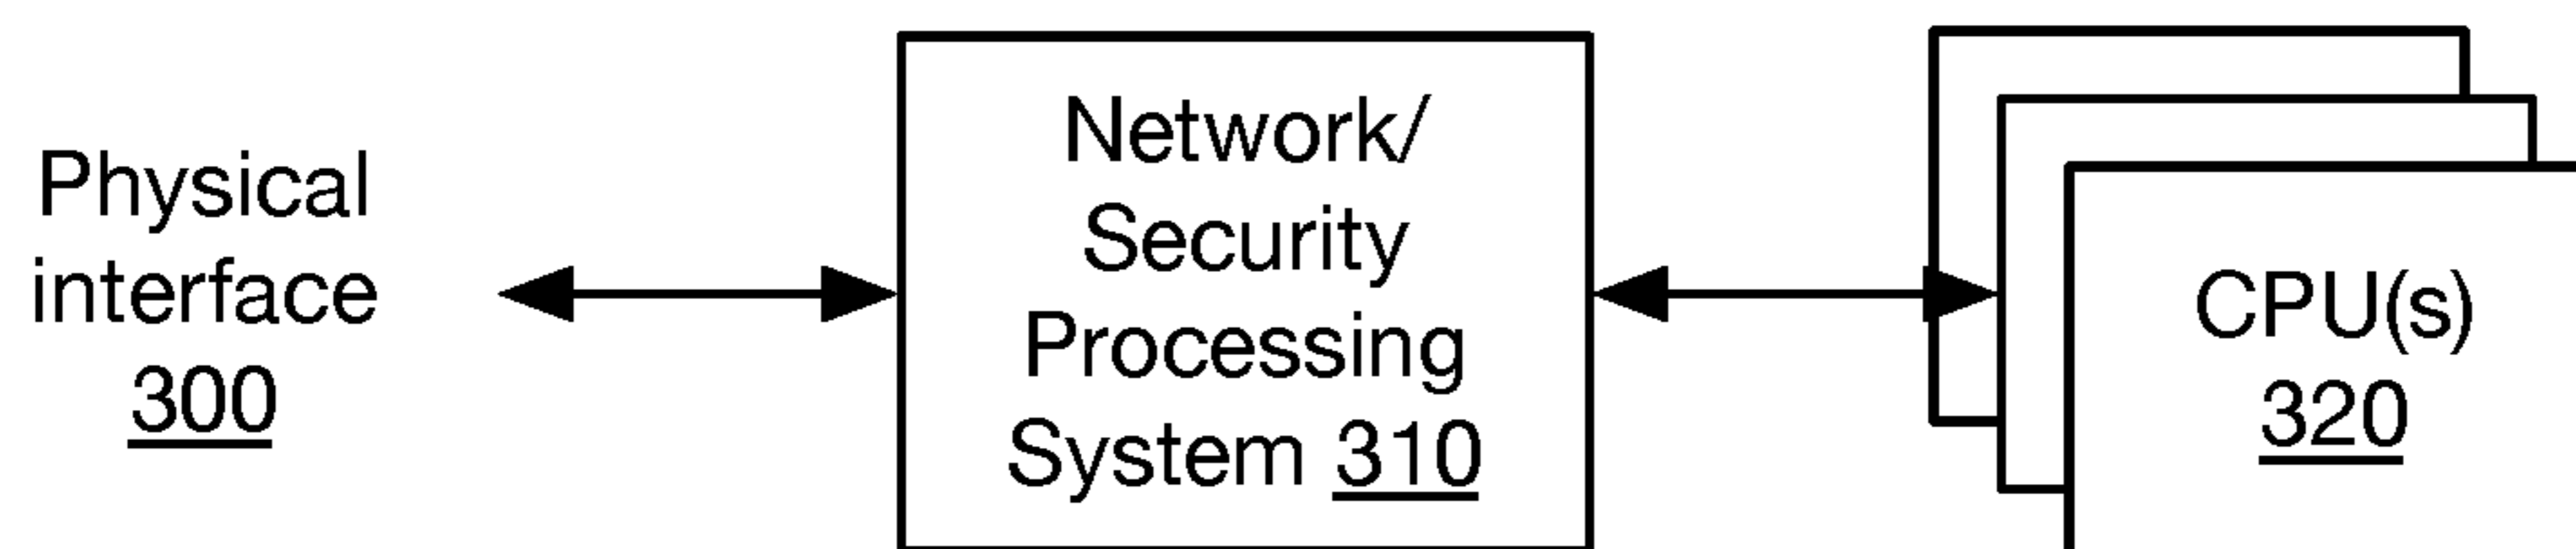 Physical
interface
300
Network/
Security
Processing
System 310
CPU(s)
320